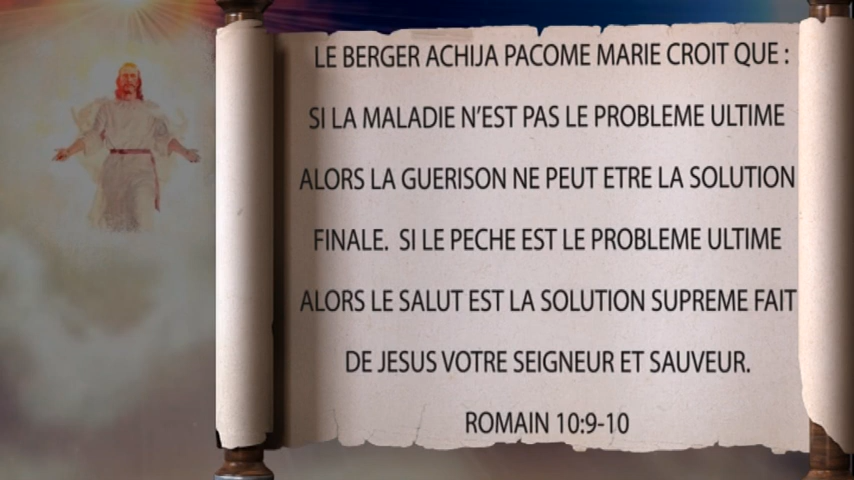 LE BERGER ACHIJA PACOME MARIE CROIT QUE :
SI LA MALADIE N'EST PAS LE PROBLEME ULTIME
ALORS LA GUERISON NE PEUT ETRE LA SOLUTION
FINALE. SI LE PECHE EST LE PROBLEME ULTIME
ALORS LE SALUT EST LA SOLUTION SUPREME FAIT
DE JESUS VOTRE SEIGNEUR ET SAUVEUR.
ROMAIN 10:9-10